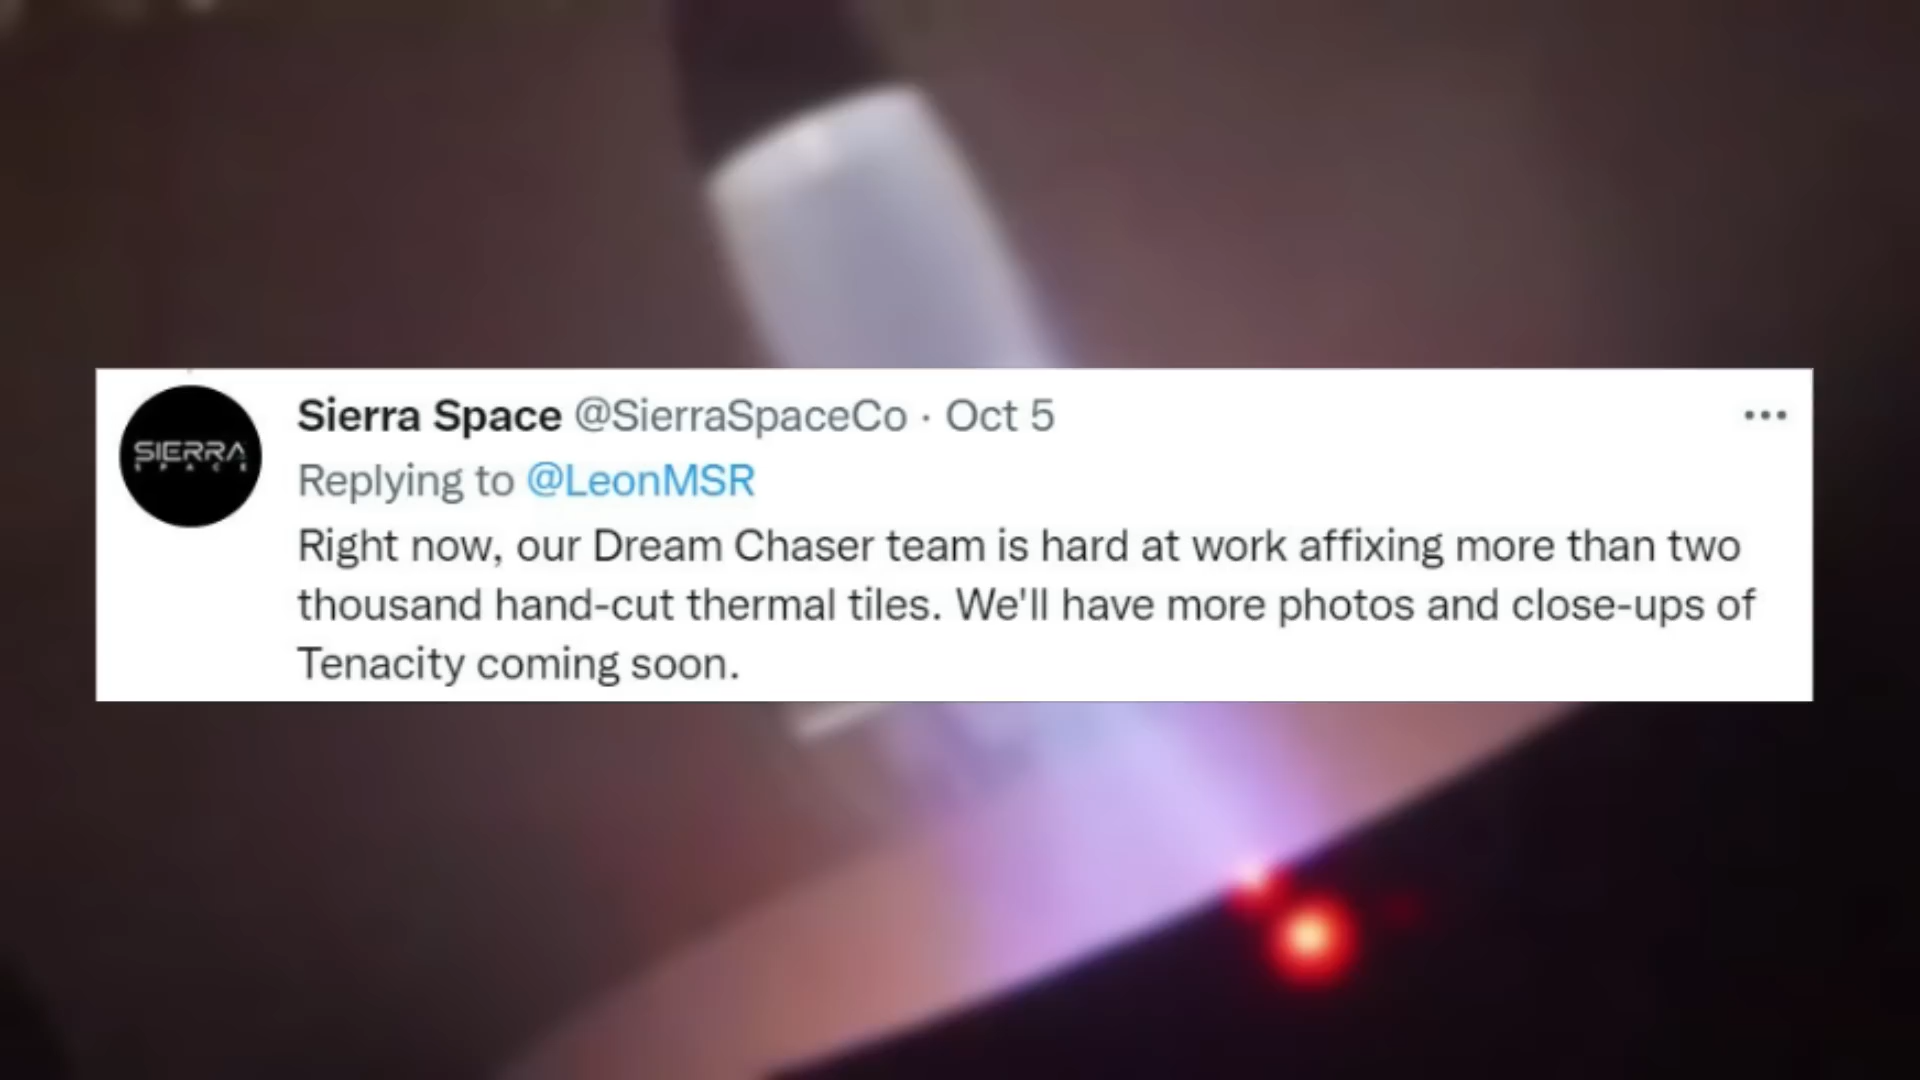 SIERRA
SPACE
Sierra Space @SierraSpaceCo · Oct 5
Replying to @LeonMSR
Right now, our Dream Chaser team is hard at work affixing more than two
thousand hand-cut thermal tiles. We'll have more photos and close-ups of
Tenacity coming soon.